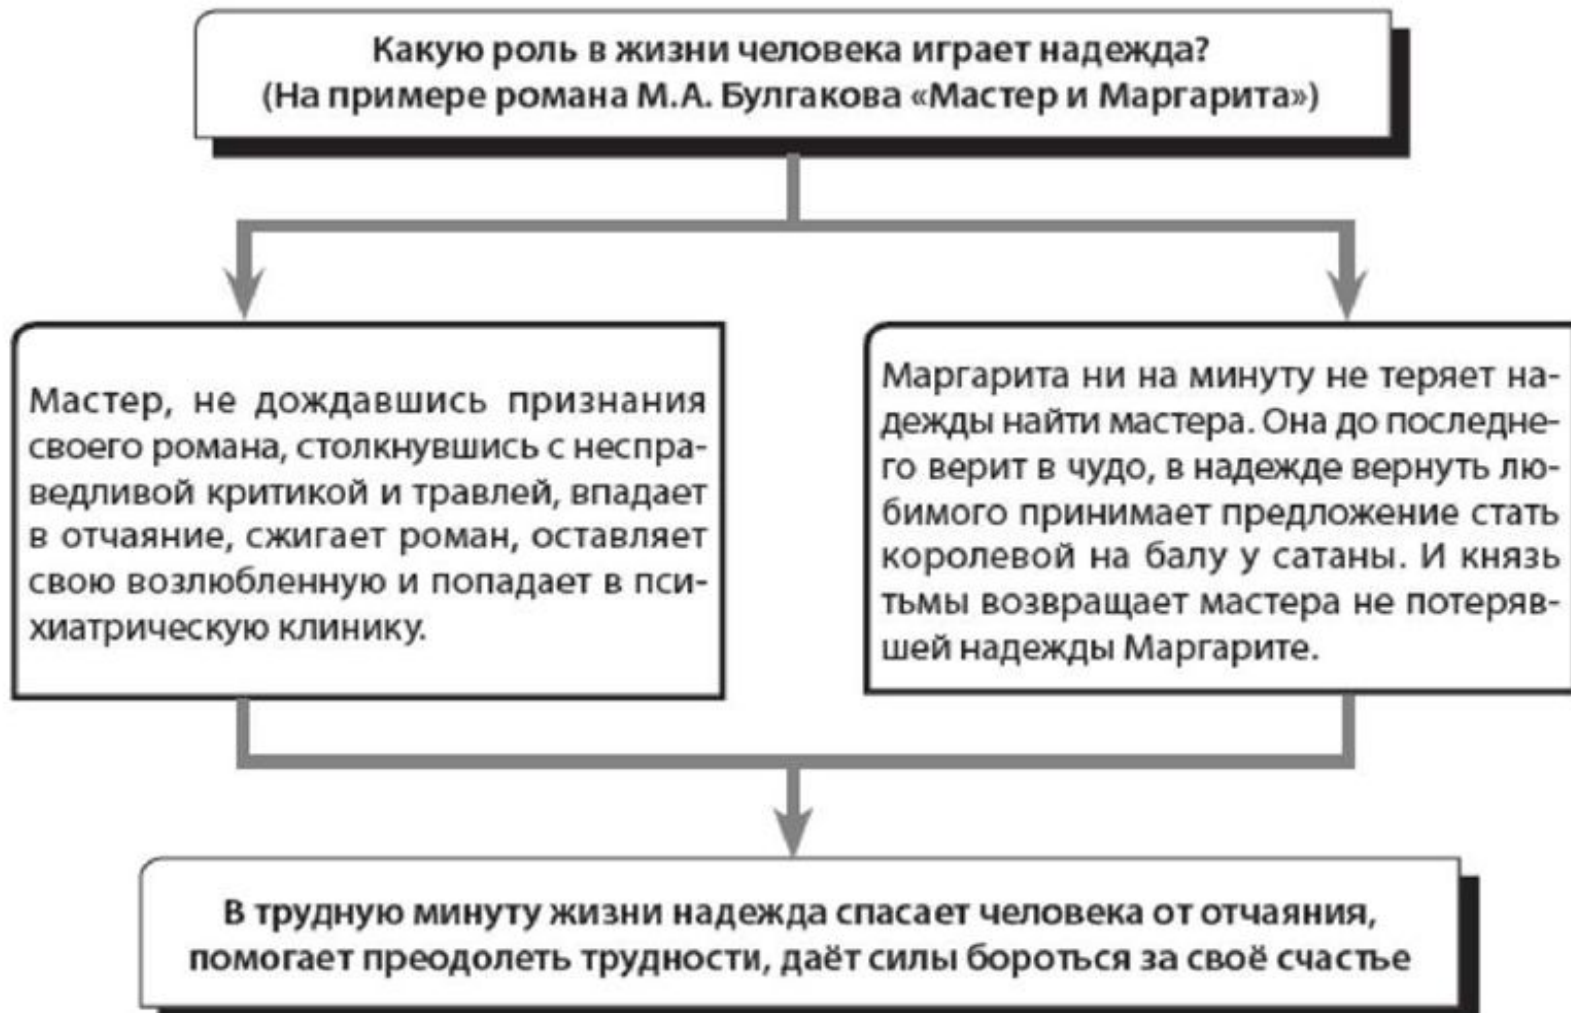 Какую роль в жизни человека играет надежда?
(На примере романа М.А. Булгакова «Мастер и Маргарита»)
Мастер, не дождавшись признания
своего романа, столкнувшись с неспра-
ведливой критикой и травлей, впадает
в отчаяние, сжигает роман, оставляет
свою возлюбленную и попадает в пси-
хиатрическую клинику.
Маргарита ни на минуту не теряет на-
дежды найти мастера. Она до последне-
го верит в чудо, в надежде вернуть лю-
бимого принимает предложение стать
королевой на балу у сатаны. И князь
тьмы возвращает мастера не потеряв-
шей надежды Маргарите.
В трудную минуту жизни надежда спасает человека от отчаяния,
помогает преодолеть трудности, даёт силы бороться за своё счастье